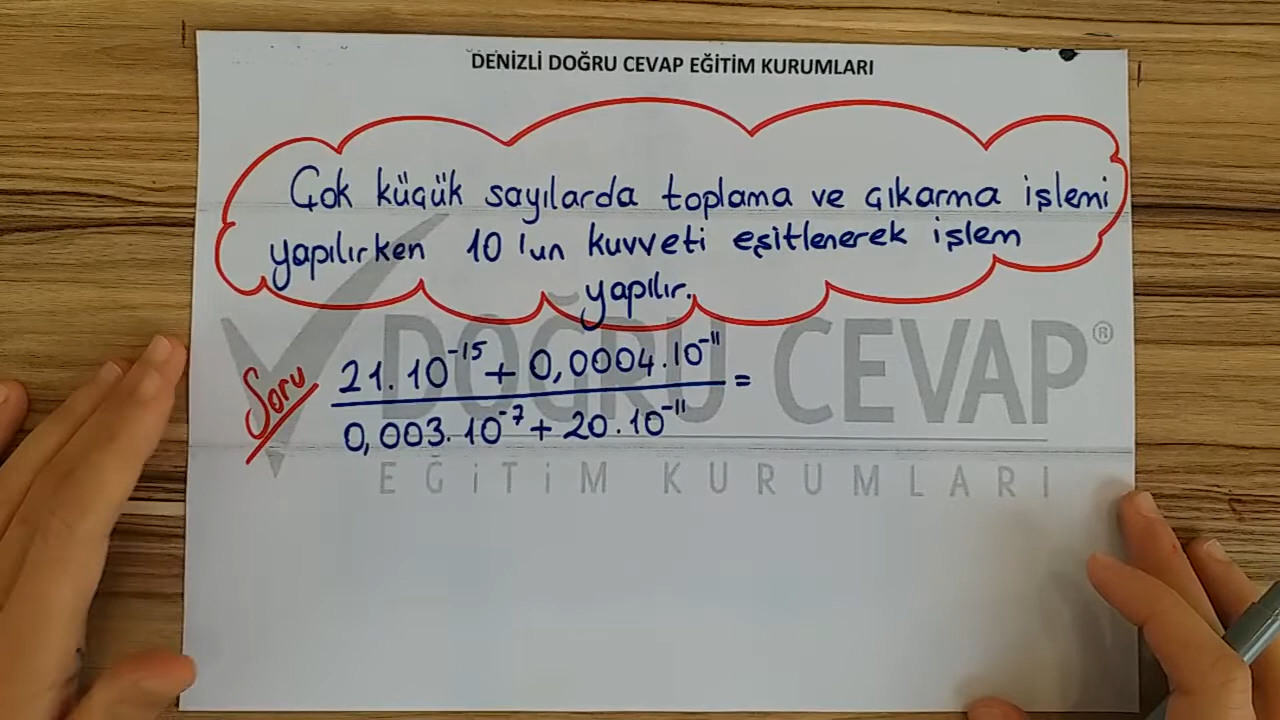 DENİZLİ DOĞRU CEVAP EĞİTİM KURUMLARI
Çok küçük sayılarda toplama ve çıkarma işlemi
yapılırken 10'un kuvveti eşitlenerek işlem
yapılır.
DOĞRU CEVAP®
Soru
21.10⁻¹⁵ + 0,0004.10⁻¹¹ =
0,003.10⁻⁷ + 20.10⁻¹¹
EĞİTİM KURUMLARI